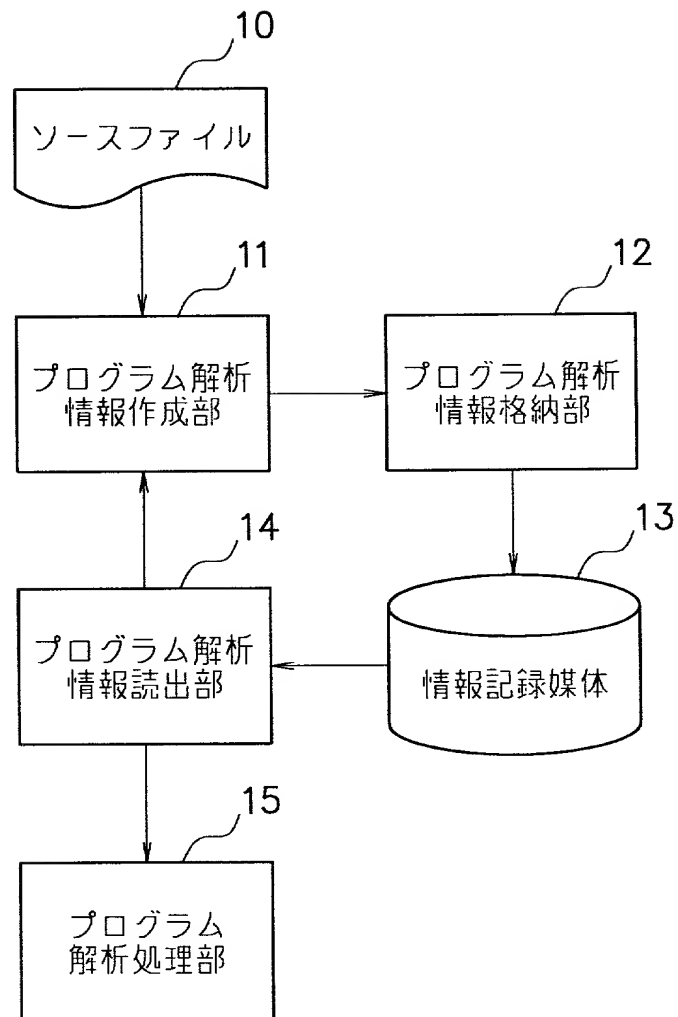 10
ソースファイル
11
プログラム解析
情報作成部
12
プログラム解析
情報格納部
13
情報記録媒体
14
プログラム解析
情報読出部
15
プログラム
解析処理部